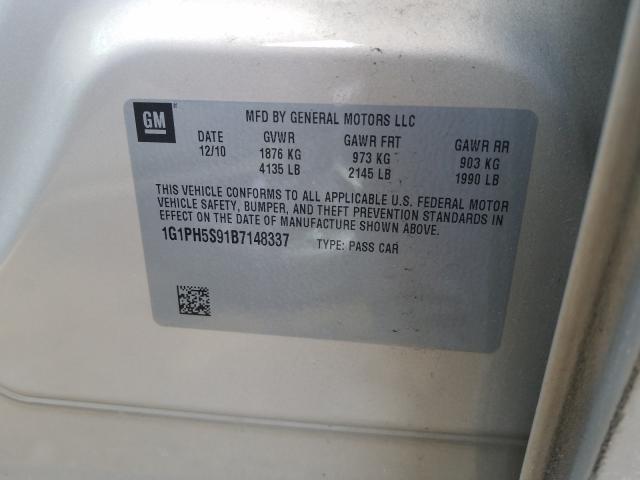 GM
MFD BY GENERAL MOTORS LLC
DATE GVWR GAWR FRT GAWR RR
12/10 1876 KG 973 KG 903 KG
4135 LB 2145 LB 1990 LB
THIS VEHICLE CONFORMS TO ALL APPLICABLE U.S. FEDERAL MOTOR
VEHICLE SAFETY, BUMPER, AND THEFT PREVENTION STANDARDS IN
EFFECT ON THE DATE OF MANUFACTURE SHOWN ABOVE.
1G1PH5S91B7148337 TYPE: PASS CAR